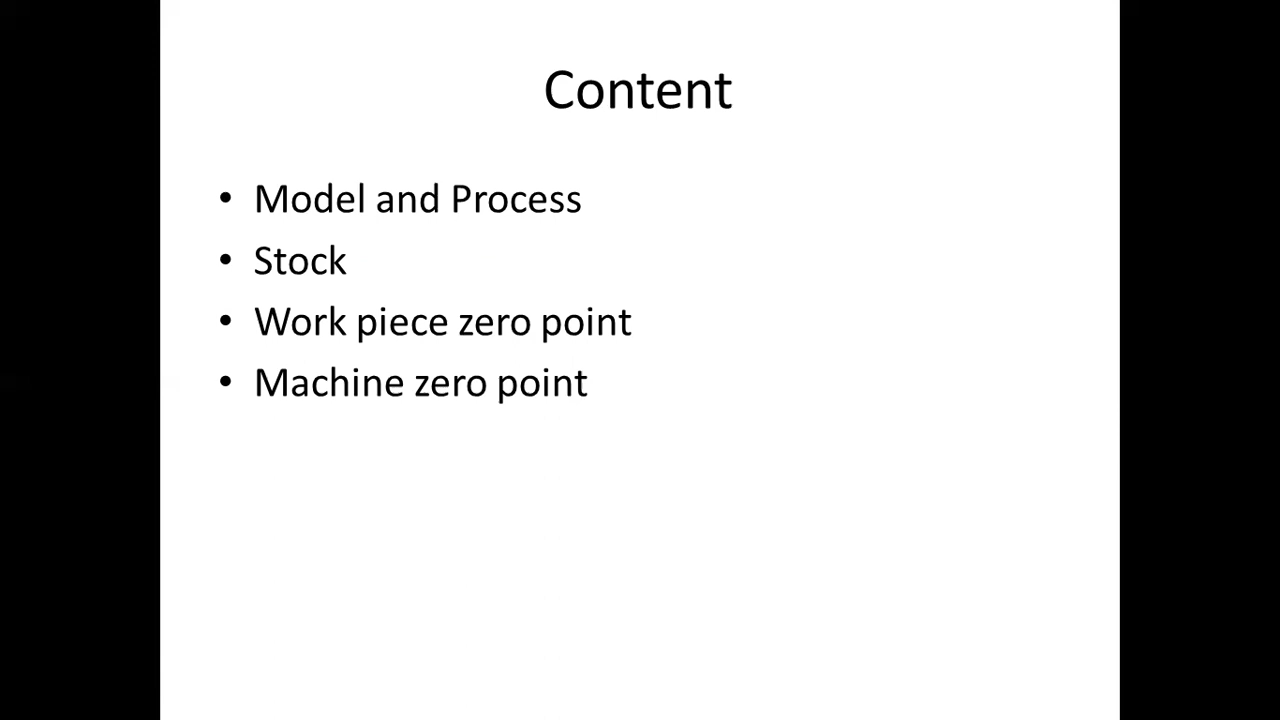 Content
• Model and Process
• Stock
• Work piece zero point
• Machine zero point